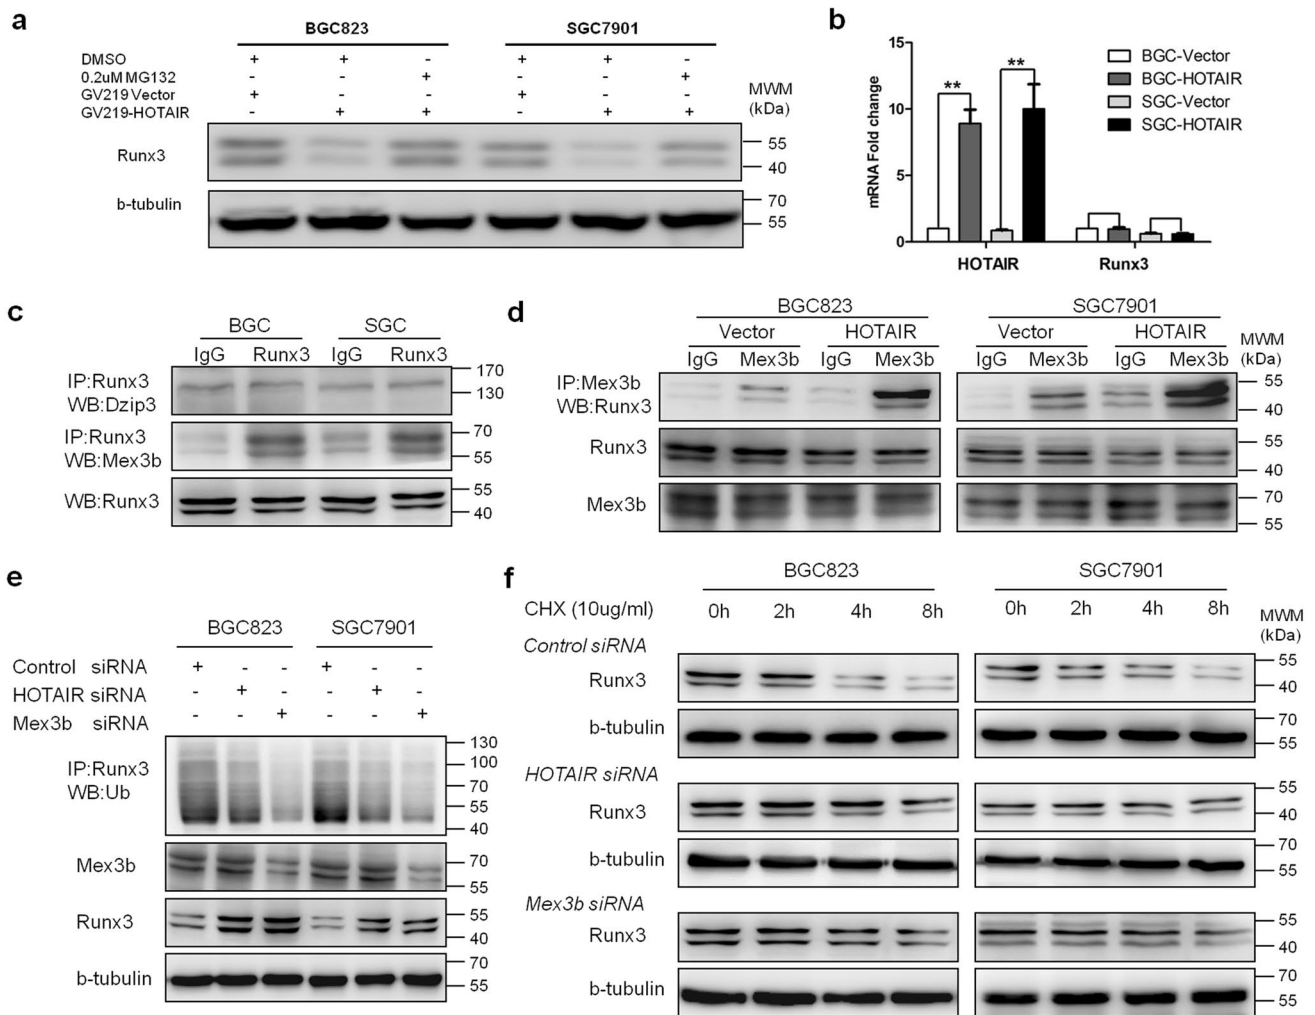 a
BGC823 SGC7901
DMSO + + - + + -
0.2uM MG132 - - + - - +
GV219 Vector + - - + - -
GV219-HOTAIR - + + - + +
MWM
(kDa)
Runx3
55
40
b-tubulin
70
55
b
mRNA Fold change
15
10
5
0
** **
HOTAIR Runx3
BGC-Vector
BGC-HOTAIR
SGC-Vector
SGC-HOTAIR
c
BGC SGC
IgG Runx3 IgG Runx3
IP:Runx3
WB:Dzip3
170
130
IP:Runx3
WB:Mex3b
70
55
WB:Runx3
55
40
d
BGC823 SGC7901
Vector HOTAIR Vector HOTAIR
IgG Mex3b IgG Mex3b IgG Mex3b IgG Mex3b
MWM
(kDa)
IP:Mex3b
WB:Runx3
55
40
Runx3
55
40
Mex3b
70
55
e
BGC823 SGC7901
Control siRNA + - - + - -
HOTAIR siRNA - + - - + -
Mex3b siRNA - - + - - +
IP:Runx3
WB:Ub
130
100
70
55
40
Mex3b
70
55
Runx3
55
40
b-tubulin
70
55
f
BGC823 SGC7901
CHX (10ug/ml) 0h 2h 4h 8h 0h 2h 4h 8h
MWM
(kDa)
Control siRNA
Runx3
55
40
b-tubulin
70
55
HOTAIR siRNA
Runx3
55
40
b-tubulin
70
55
Mex3b siRNA
Runx3
55
40
b-tubulin
70
55